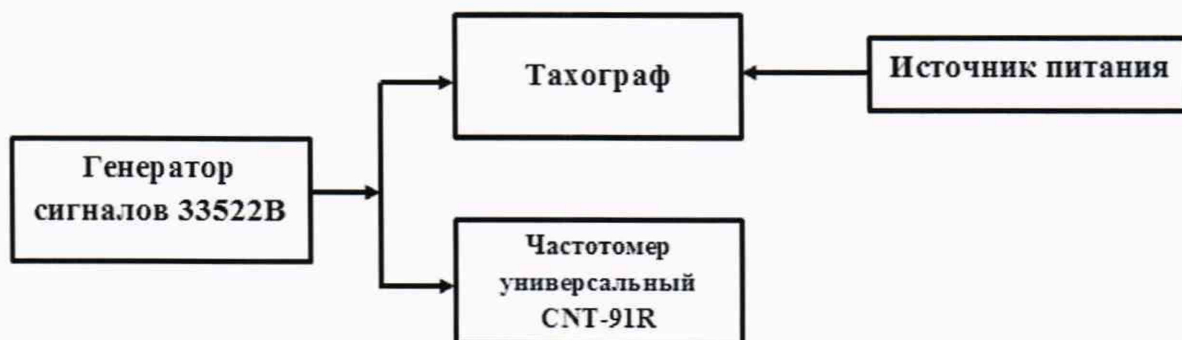 Тахограф
Источник питания
Генератор
сигналов 33522В
Частотомер
универсальный
CNT-91R